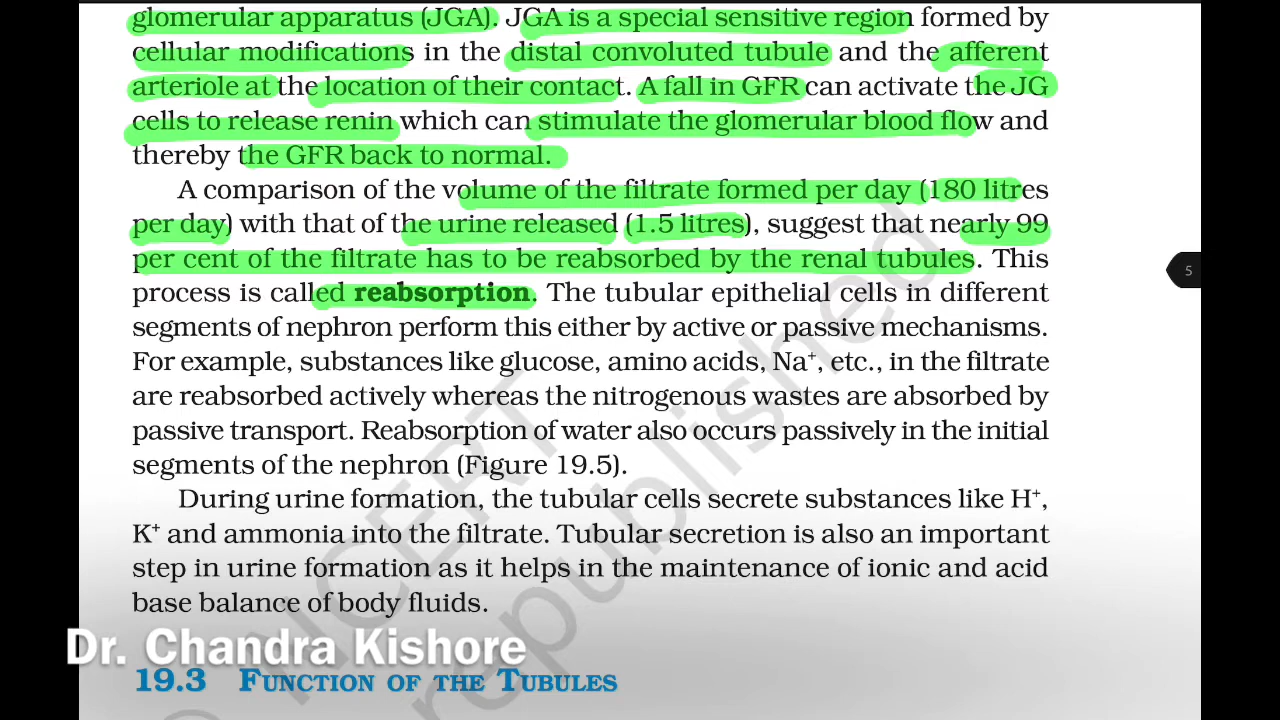 glomerular apparatus (JGA). JGA is a special sensitive region formed by
cellular modifications in the distal convoluted tubule and the afferent
arteriole at the location of their contact. A fall in GFR can activate the JG
cells to release renin which can stimulate the glomerular blood flow and
thereby the GFR back to normal.
A comparison of the volume of the filtrate formed per day (180 litres
per day) with that of the urine released (1.5 litres), suggest that nearly 99
per cent of the filtrate has to be reabsorbed by the renal tubules. This
process is called reabsorption. The tubular epithelial cells in different
segments of nephron perform this either by active or passive mechanisms.
For example, substances like glucose, amino acids, Na⁺, etc., in the filtrate
are reabsorbed actively whereas the nitrogenous wastes are absorbed by
passive transport. Reabsorption of water also occurs passively in the initial
segments of the nephron (Figure 19.5).
During urine formation, the tubular cells secrete substances like H⁺,
K⁺ and ammonia into the filtrate. Tubular secretion is also an important
step in urine formation as it helps in the maintenance of ionic and acid
base balance of body fluids.
Dr. Chandra Kishore
19.3 FUNCTION OF THE TUBULES
5
© NCERT
republished